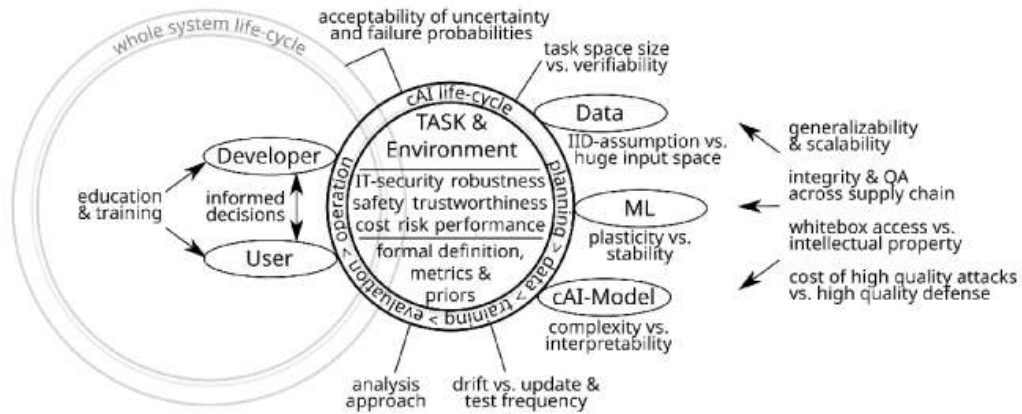 acceptability of uncertainty
and failure probabilities
whole system life-cycle
task space size
vs. verifiability
cAI life-cycle
planning > data > training > evaluation > operation
TASK &
Environment
IT-security robustness
safety trustworthiness
cost risk performance
formal definition,
metrics &
priors
Developer
education
& training
informed
decisions
User
Data
IID-assumption vs.
huge input space
ML
plasticity vs.
stability
cAI-Model
complexity vs.
interpretability
generalizability
& scalability
integrity & QA
across supply chain
whitebox access vs.
intellectual property
cost of high quality attacks
vs. high quality defense
analysis
approach
drift vs. update &
test frequency